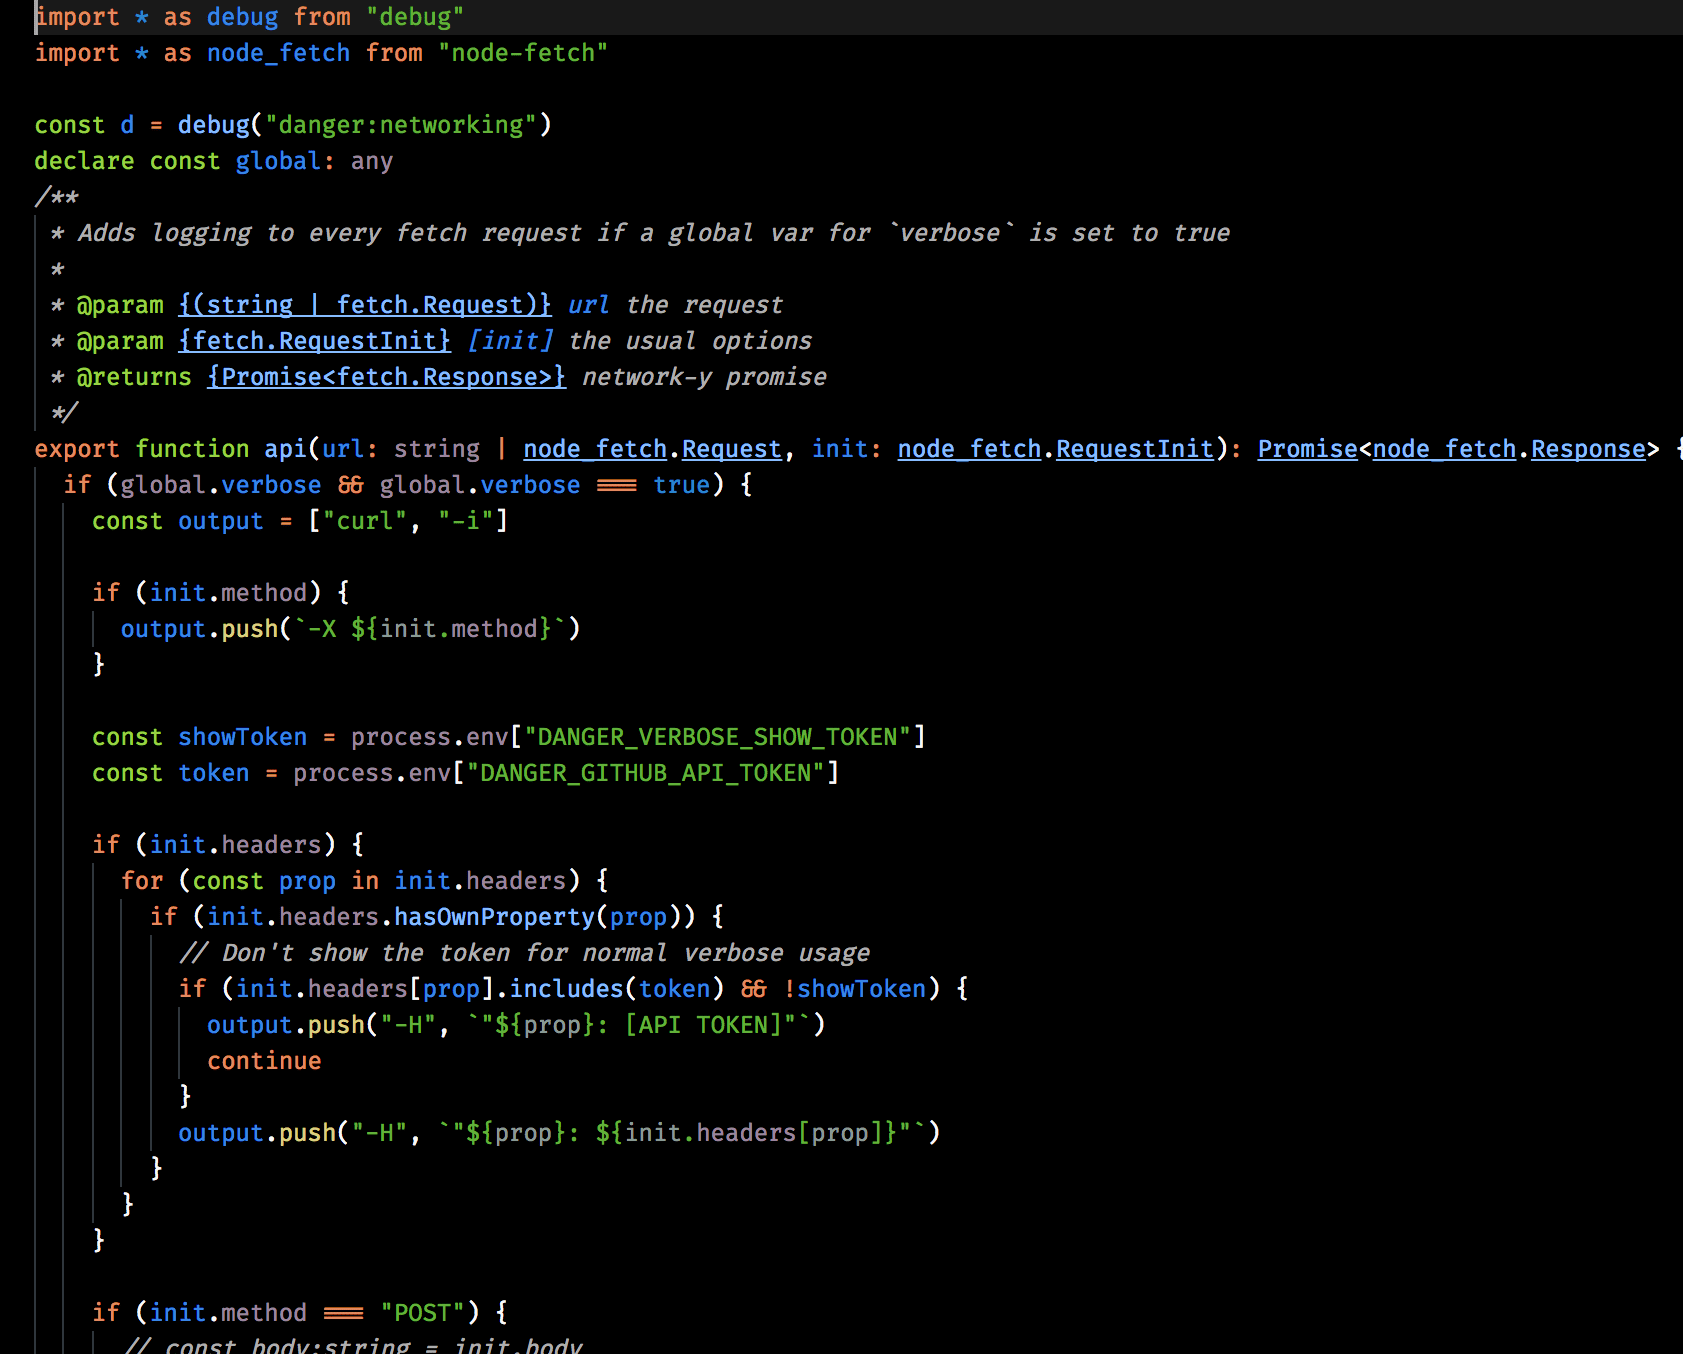 import * as debug from "debug"
import * as node_fetch from "node-fetch"

const d = debug("danger:networking")
declare const global: any
/**
 * Adds logging to every fetch request if a global var for `verbose` is set to true
 *
 * @param {(string | fetch.Request)} url the request
 * @param {fetch.RequestInit} [init] the usual options
 * @returns {Promise<fetch.Response>} network-y promise
 */
export function api(url: string | node_fetch.Request, init: node_fetch.RequestInit): Promise<node_fetch.Response> {
  if (global.verbose && global.verbose === true) {
    const output = ["curl", "-i"]

    if (init.method) {
      output.push(`-X ${init.method}`)
    }

    const showToken = process.env["DANGER_VERBOSE_SHOW_TOKEN"]
    const token = process.env["DANGER_GITHUB_API_TOKEN"]

    if (init.headers) {
      for (const prop in init.headers) {
        if (init.headers.hasOwnProperty(prop)) {
          // Don't show the token for normal verbose usage
          if (init.headers[prop].includes(token) && !showToken) {
            output.push("-H", `"${prop}: [API TOKEN]"`)
            continue
          }
          output.push("-H", `"${prop}: ${init.headers[prop]}"`)
        }
      }
    }

    if (init.method === "POST") {
      // const body:string = init.body